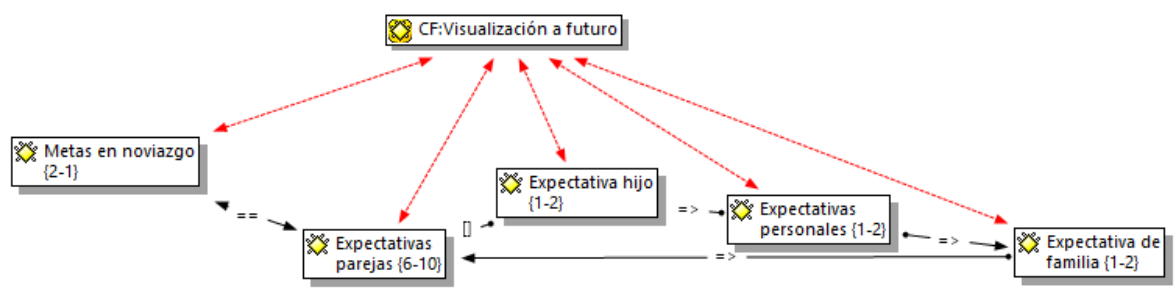 CF:Visualización a futuro
Metas en noviazgo
{2-1}
Expectativa hijo
{1-2}
Expectativas
personales {1-2}
Expectativas
parejas {6-10}
Expectativa de
familia {1-2}
==
[]
=>
=>
=>